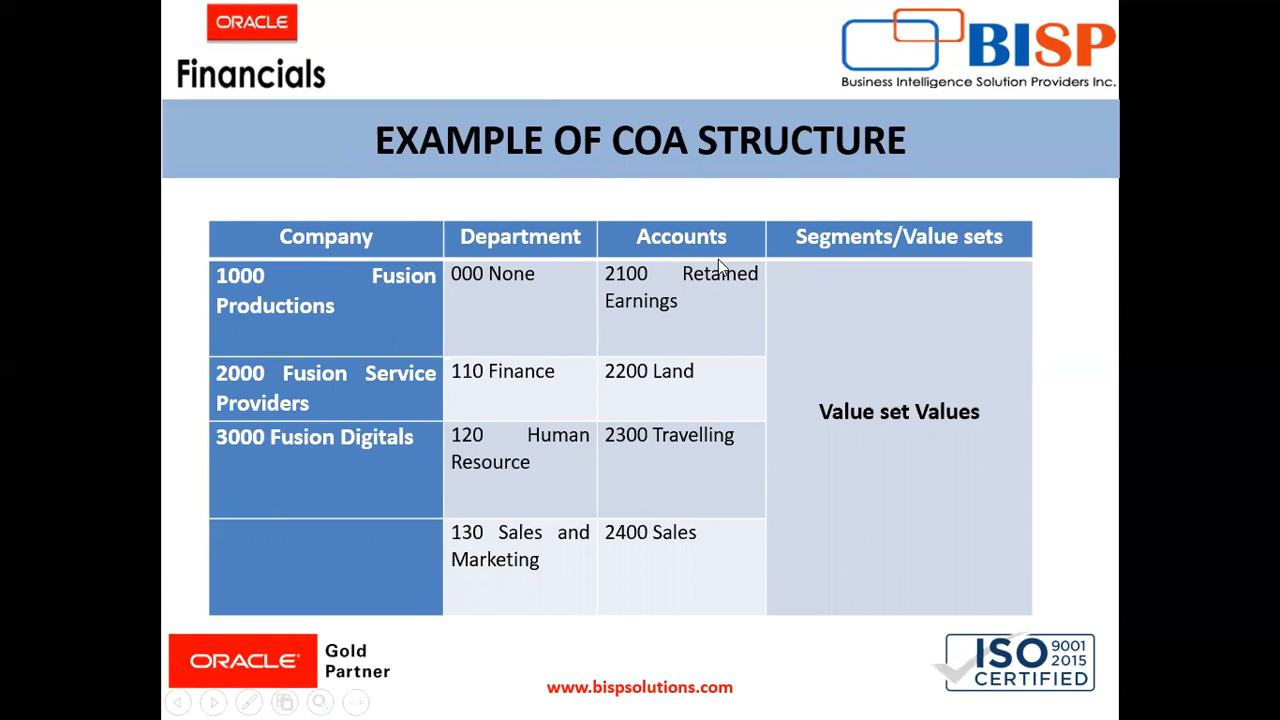 ORACLE
Financials
BISP
Business Intelligence Solution Providers Inc.
EXAMPLE OF COA STRUCTURE
Company Department Accounts Segments/Value sets
1000 Fusion
Productions
000 None
2100 Retained
Earnings
2000 Fusion Service
Providers
110 Finance
2200 Land
3000 Fusion Digitals
120 Human
Resource
2300 Travelling
130 Sales and
Marketing
2400 Sales
Value set Values
ORACLE
Gold
Partner
www.bispsolutions.com
ISO 9001
2015
CERTIFIED